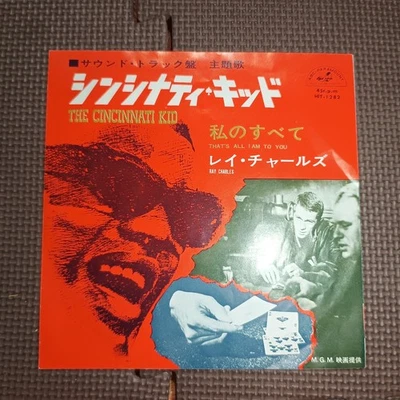 ■サウンド・トラック盤 主題歌
シンシナティ・キッド
THE CINCINNATI KID
私のすべて
THAT'S ALL I AM TO YOU
レイ・チャールズ
RAY CHARLES
M.G.M. 映画提供